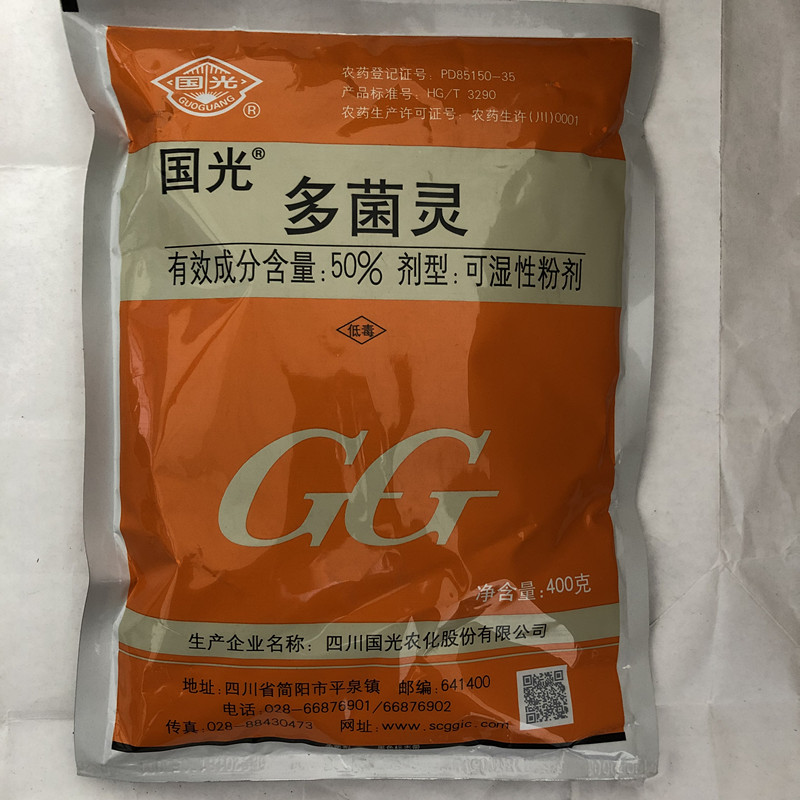 国光
GUOGUANG
®
农药登记证号: PD85150-35
产品标准号: HG/T 3290
农药生产许可证号: 农药生许(川)0001
国光®
多菌灵
有效成分含量:50% 剂型:可湿性粉剂
低毒
GG
净含量:400克
生产企业名称: 四川国光农化股份有限公司
地址:四川省简阳市平泉镇 邮编:641400
电话:028-66876901/66876902
传真:028-88430473 网址:www.scggic.com